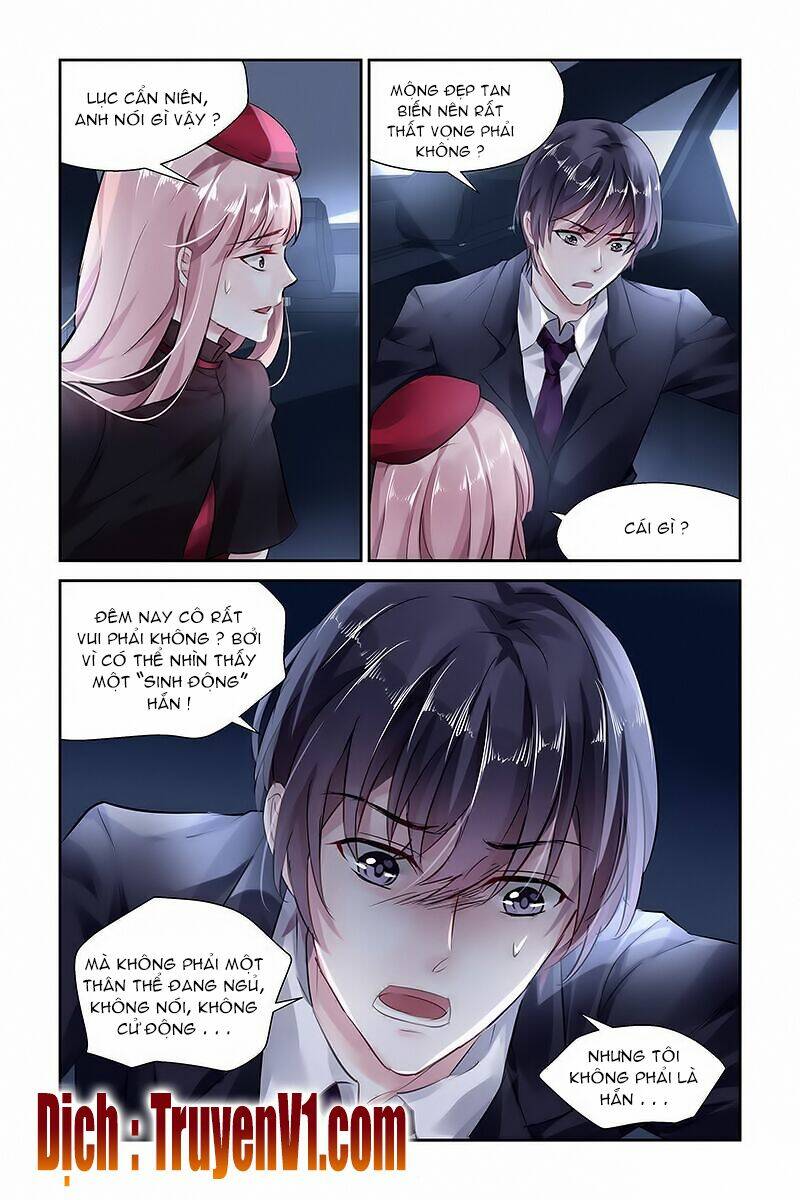 LỤC CẨN NIÊN,
ANH NÓI GÌ VẬY ?
MỘNG ĐẸP TAN
BIẾN NÊN RẤT
THẤT VỌNG PHẢI
KHÔNG ?
CÁI GÌ ?
ĐÊM NAY CÔ RẤT
VUI PHẢI KHÔNG ? BỞI
VÌ CÓ THỂ NHÌN THẤY
MỘT "SINH ĐỘNG"
HẮN !
MÀ KHÔNG PHẢI MỘT
THÂN THỂ ĐANG NGỦ,
KHÔNG NÓI, KHÔNG
CỬ ĐỘNG . . .
NHƯNG TÔI
KHÔNG PHẢI LÀ
HẮN . . .
Dịch : TruyenV1.com